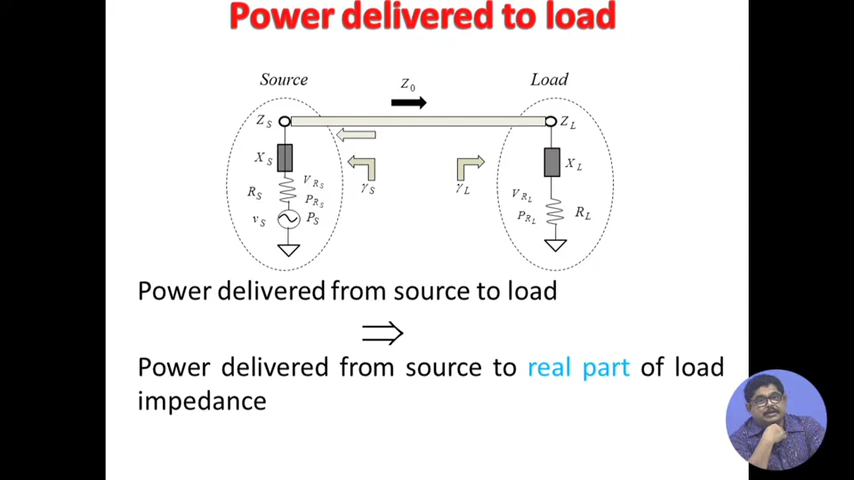 Power delivered to load
Source
Z0
Load
ZS
ZL
XS
XL
γS
γL
RS
VRS
PRS
VRL
PRL
RL
vS
PS
Power delivered from source to load
⇒
Power delivered from source to real part of load
impedance